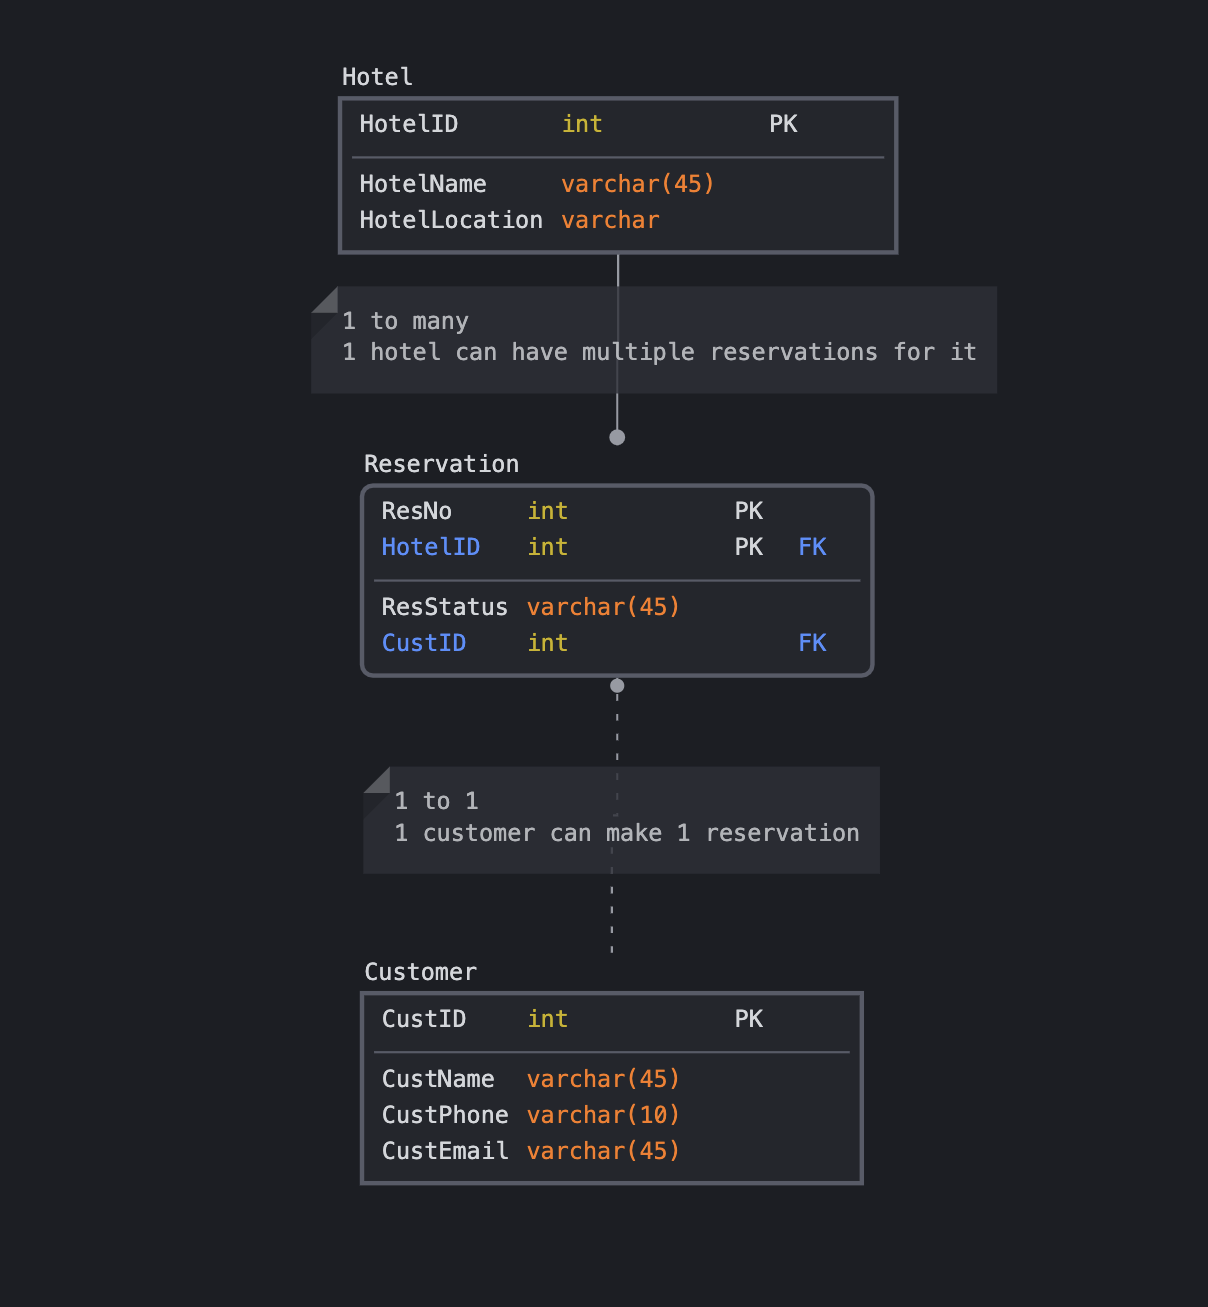 Hotel
HotelID int PK
HotelName varchar(45)
HotelLocation varchar
1 to many
1 hotel can have multiple reservations for it
Reservation
ResNo int PK
HotelID int PK FK
ResStatus varchar(45)
CustID int FK
1 to 1
1 customer can make 1 reservation
Customer
CustID int PK
CustName varchar(45)
CustPhone varchar(10)
CustEmail varchar(45)